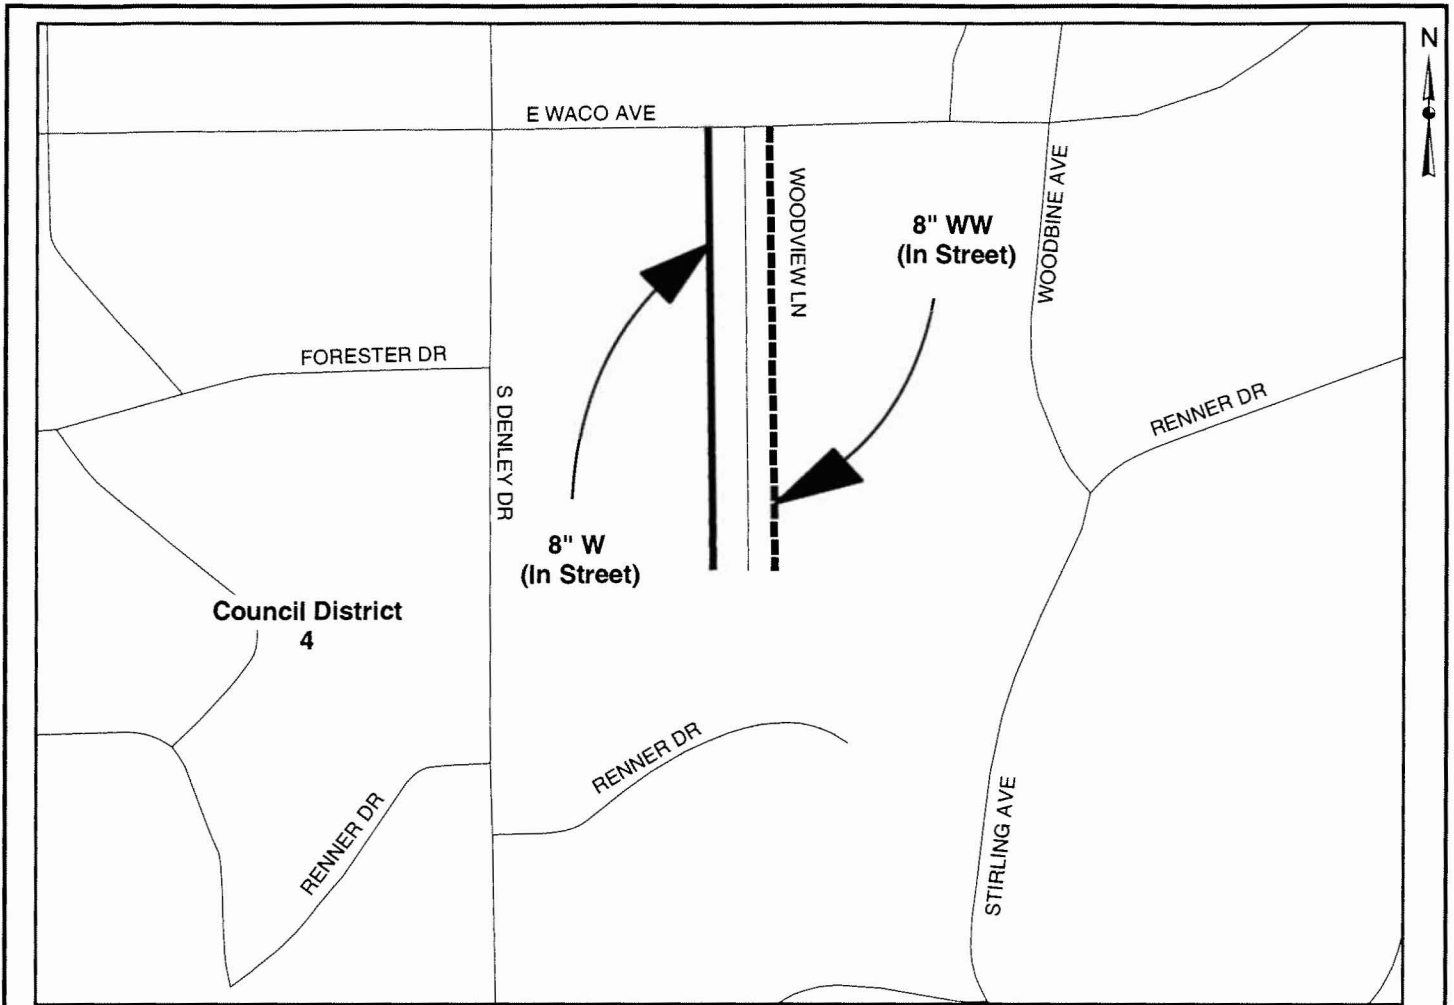 N
E WACO AVE
WOODVIEW LN
WOODBINE AVE
8" WW
(In Street)
FORESTER DR
S DENLEY DR
RENNER DR
8" W
(In Street)
Council District
4
RENNER DR
RENNER DR
STIRLING AVE